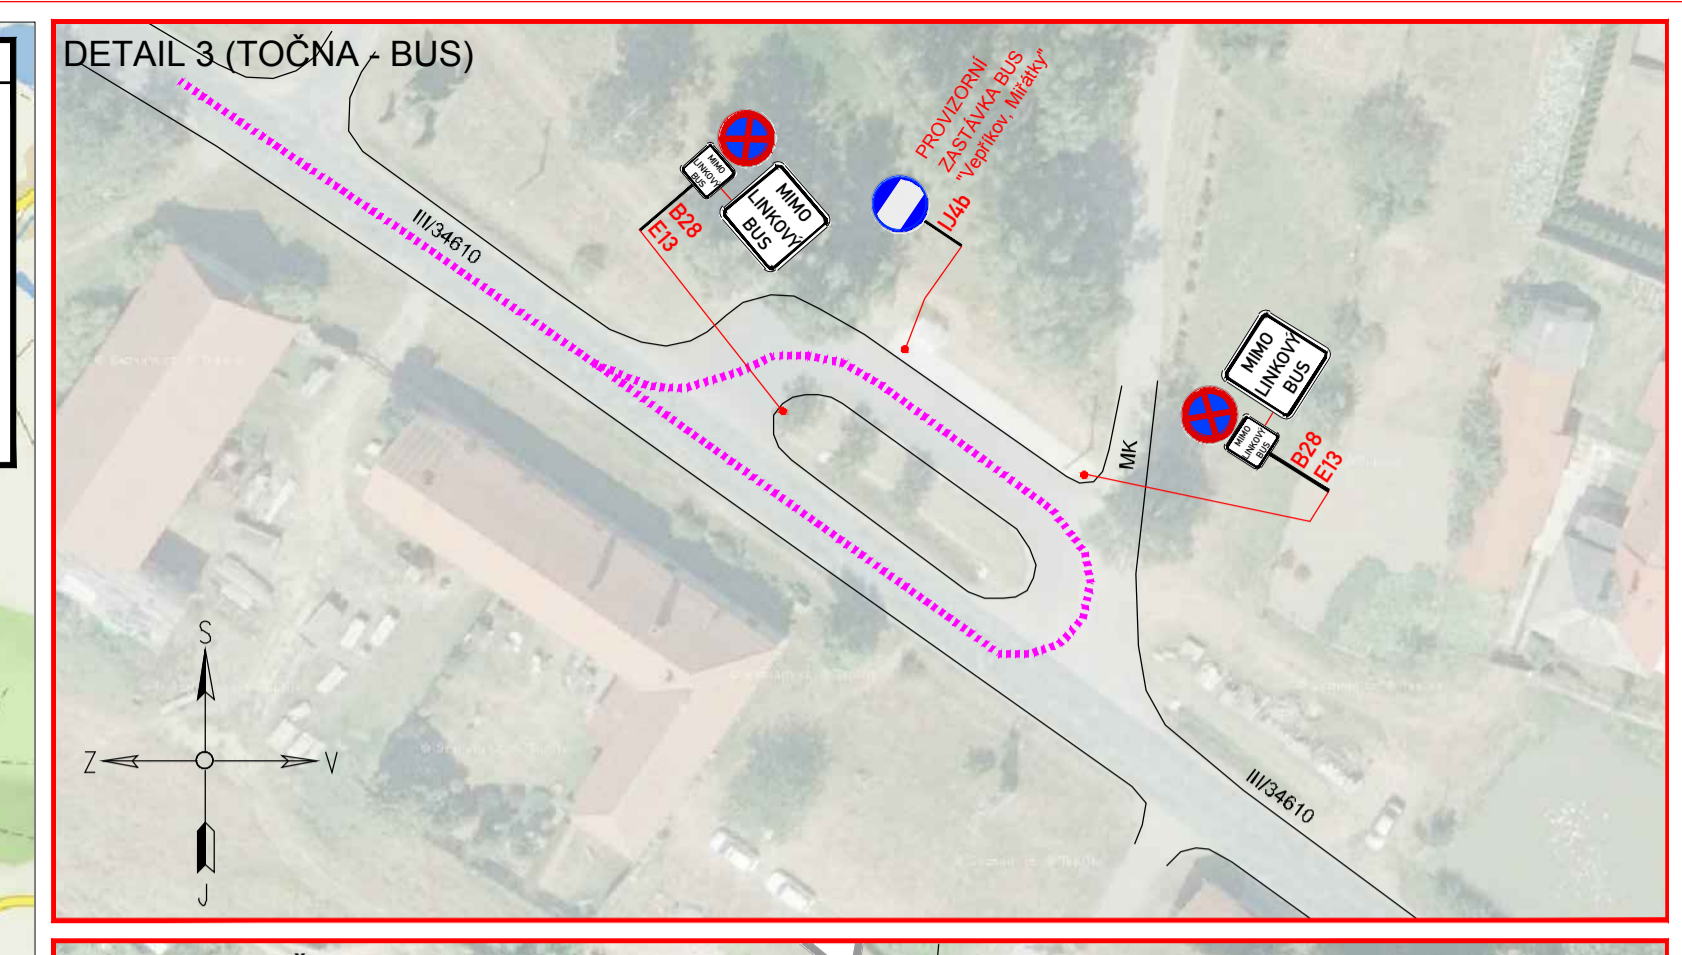 DETAIL 3 (TOČNA - BUS)
PROVIZORNÍ
ZASTÁVKA BUS
"Vepříkov, Miřátky"
IJ4b
MIMO
LINKOVÝ
BUS
MIMO
LINKOVÝ
BUS
B28
E13
III/34610
MIMO
LINKOVÝ
BUS
MIMO
LINKOVÝ
BUS
B28
E13
MK
III/34610
S
Z
V
J